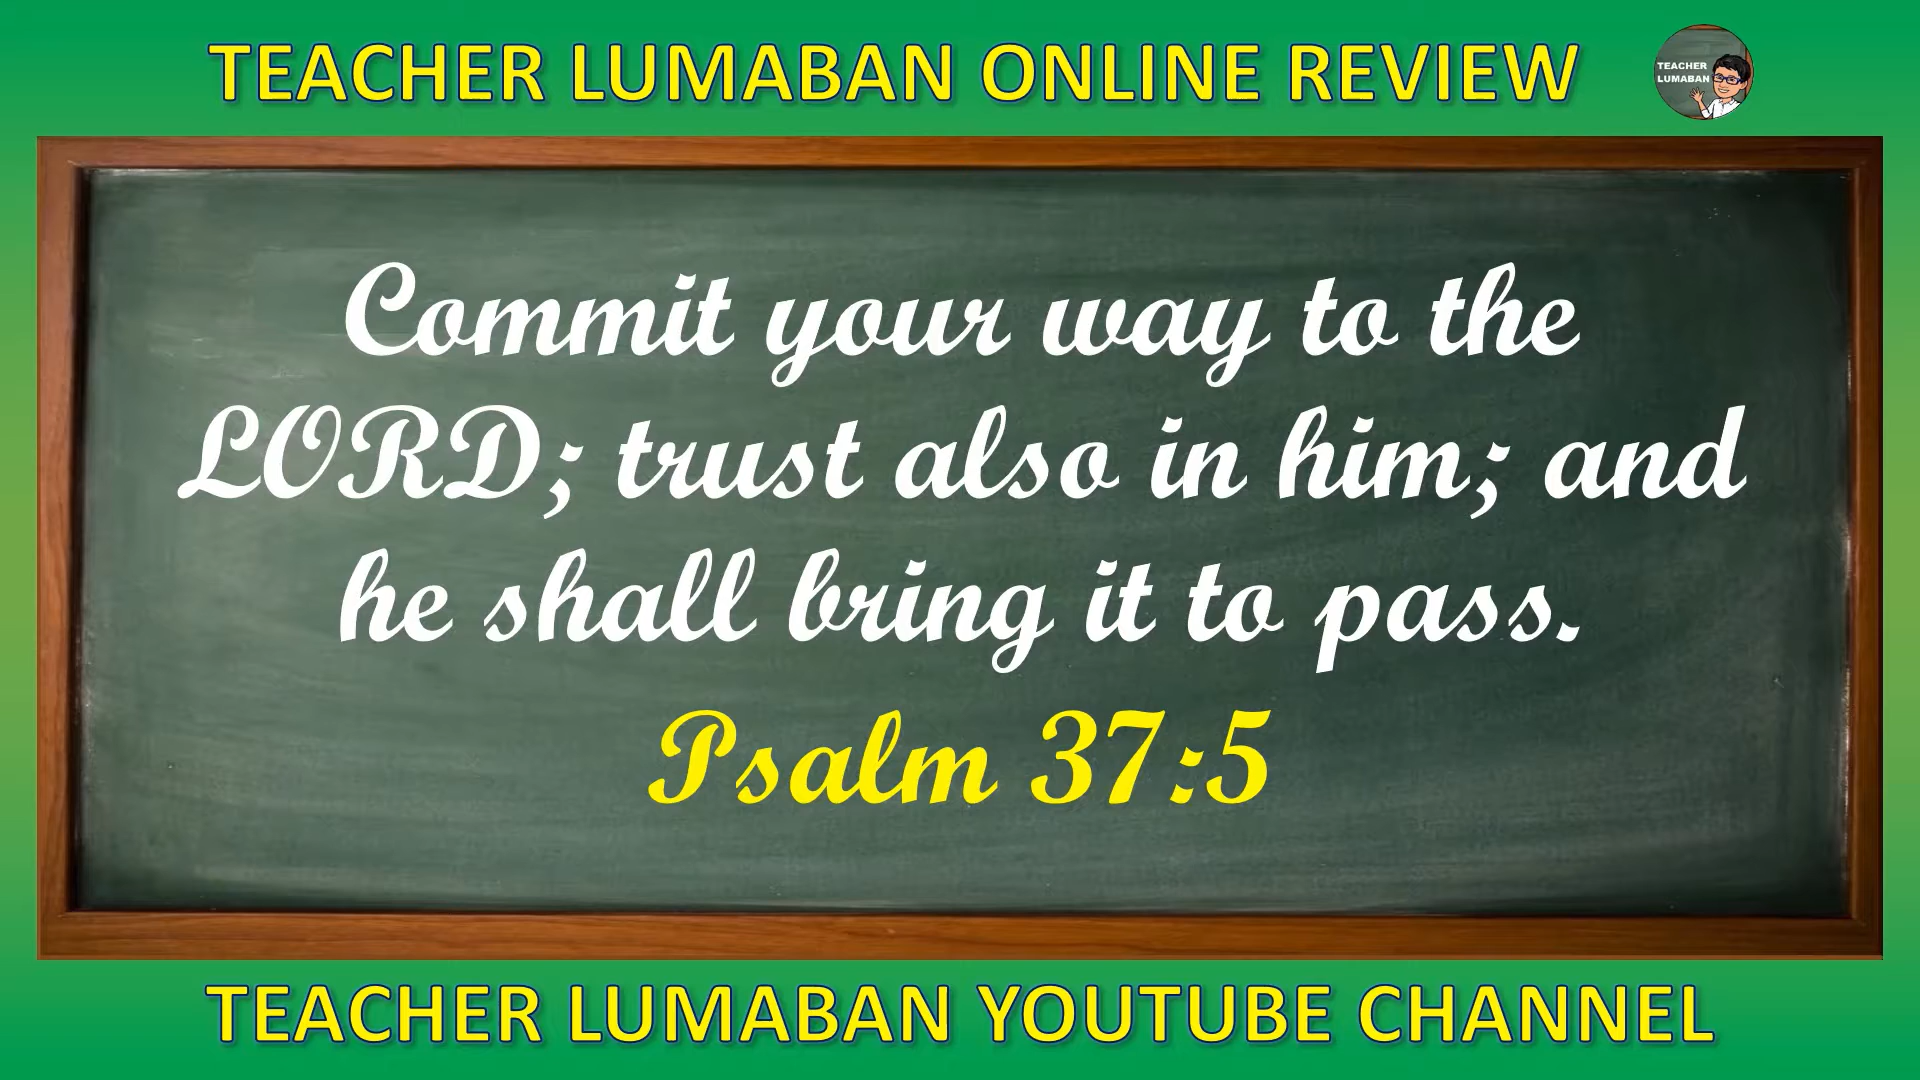 TEACHER LUMABAN ONLINE REVIEW
TEACHER
LUMABAN
Commit your way to the
LORD; trust also in him; and
he shall bring it to pass.
Psalm 37:5
TEACHER LUMABAN YOUTUBE CHANNEL